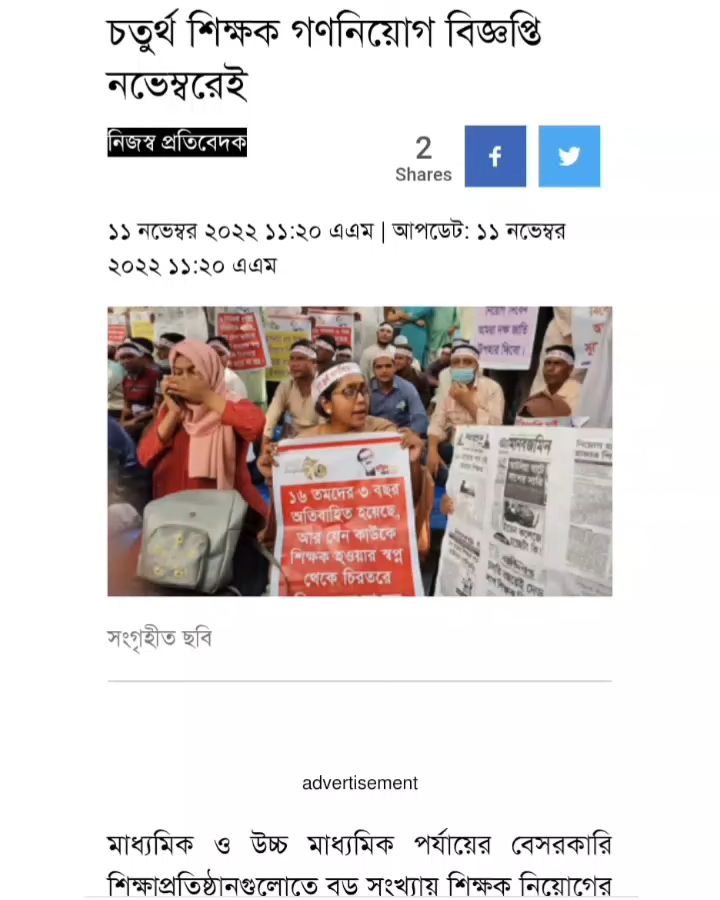 চতুর্থ শিক্ষক গণনিয়োগ বিজ্ঞপ্তি
নভেম্বরেই
নিজস্ব প্রতিবেদক
2
Shares
১১ নভেম্বর ২০২২ ১১:২০ এএম | আপডেট: ১১ নভেম্বর
২০২২ ১১:২০ এএম
১৬ তমদের ৩ বছর
অতিবাহিত হয়েছে,
আর যেন কাউকে
শিক্ষক হওয়ার স্বপ্ন
থেকে চিরতরে
মানবজমিন
সংগৃহীত ছবি
advertisement
মাধ্যমিক ও উচ্চ মাধ্যমিক পর্যায়ের বেসরকারি
শিক্ষাপ্রতিষ্ঠানগুলোতে বড় সংখ্যায় শিক্ষক নিয়োগের